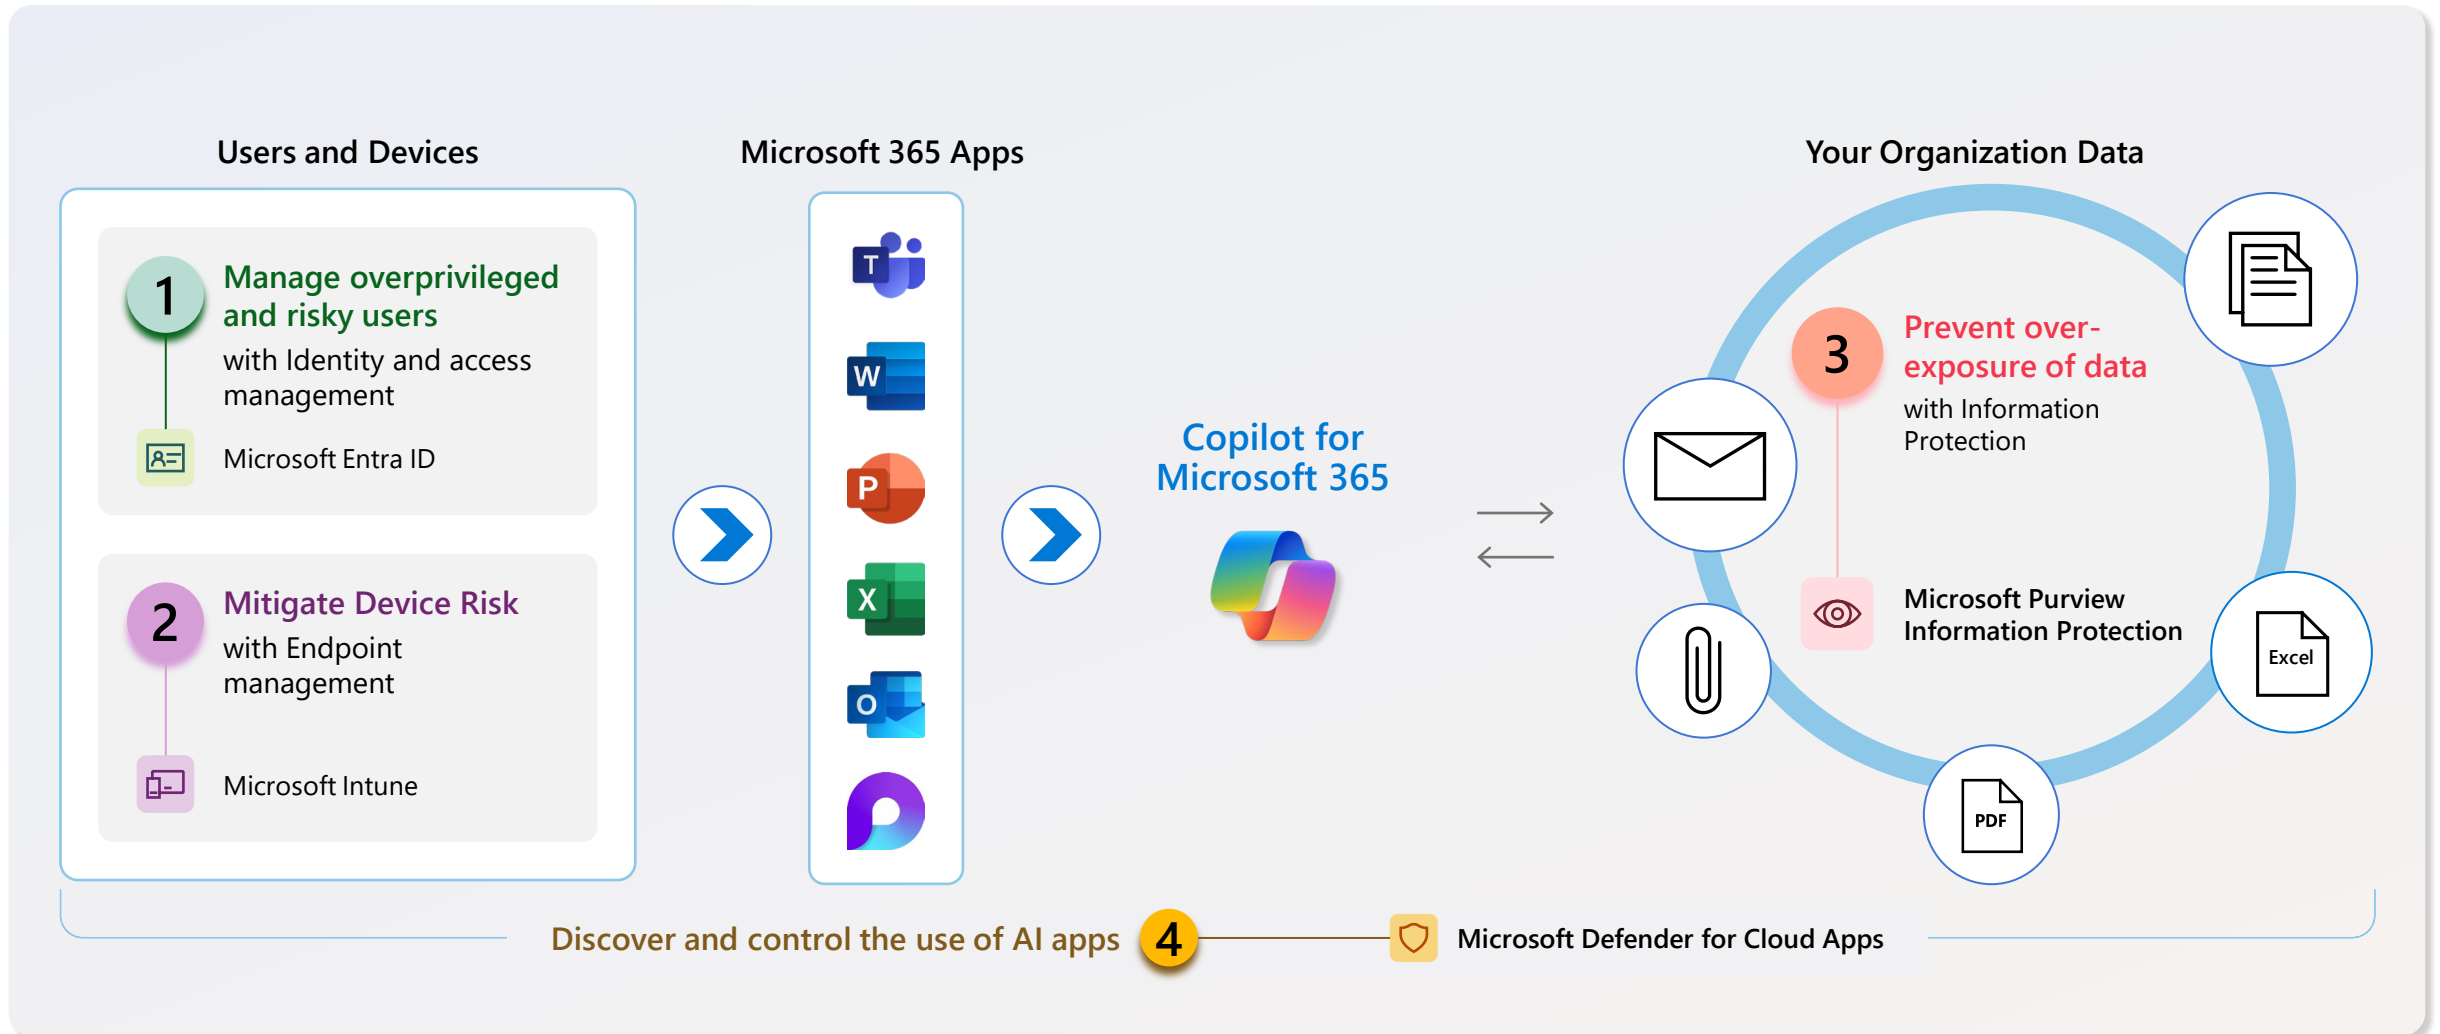 Users and Devices
1
Manage overprivileged
and risky users
with Identity and access
management
Microsoft Entra ID
2
Mitigate Device Risk
with Endpoint
management
Microsoft Intune
Microsoft 365 Apps
T
W
P
X
O
Copilot for
Microsoft 365
Your Organization Data
3
Prevent over-
exposure of data
with Information
Protection
Microsoft Purview
Information Protection
Excel
PDF
Discover and control the use of AI apps
4
Microsoft Defender for Cloud Apps